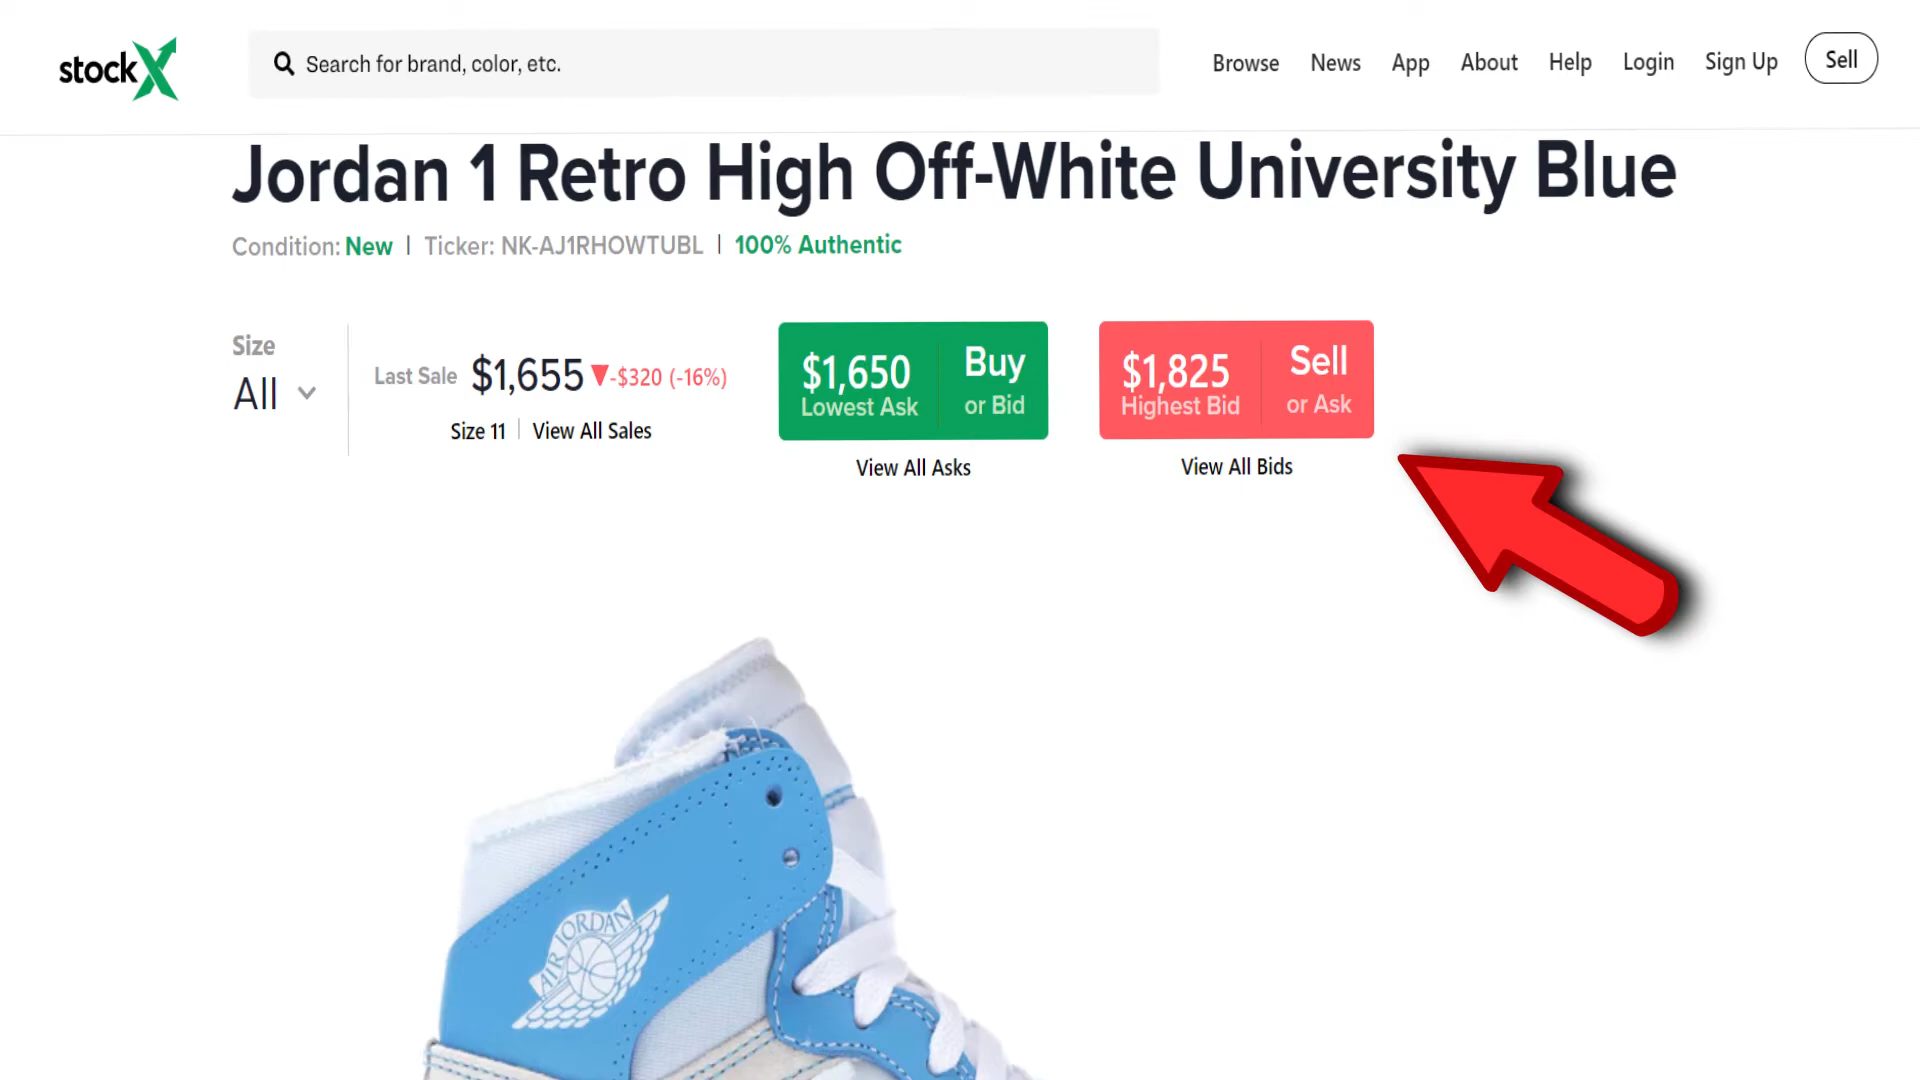 stockX
Search for brand, color, etc.
Browse News App About Help Login Sign Up Sell
Jordan 1 Retro High Off-White University Blue
Condition: New | Ticker: NK-AJ1RHOWTUBL | 100% Authentic
Size
All
Last Sale $1,655 ▼-$320 (-16%)
Size 11 | View All Sales
$1,650 Buy
Lowest Ask or Bid
View All Asks
$1,825 Sell
Highest Bid or Ask
View All Bids
AIR JORDAN